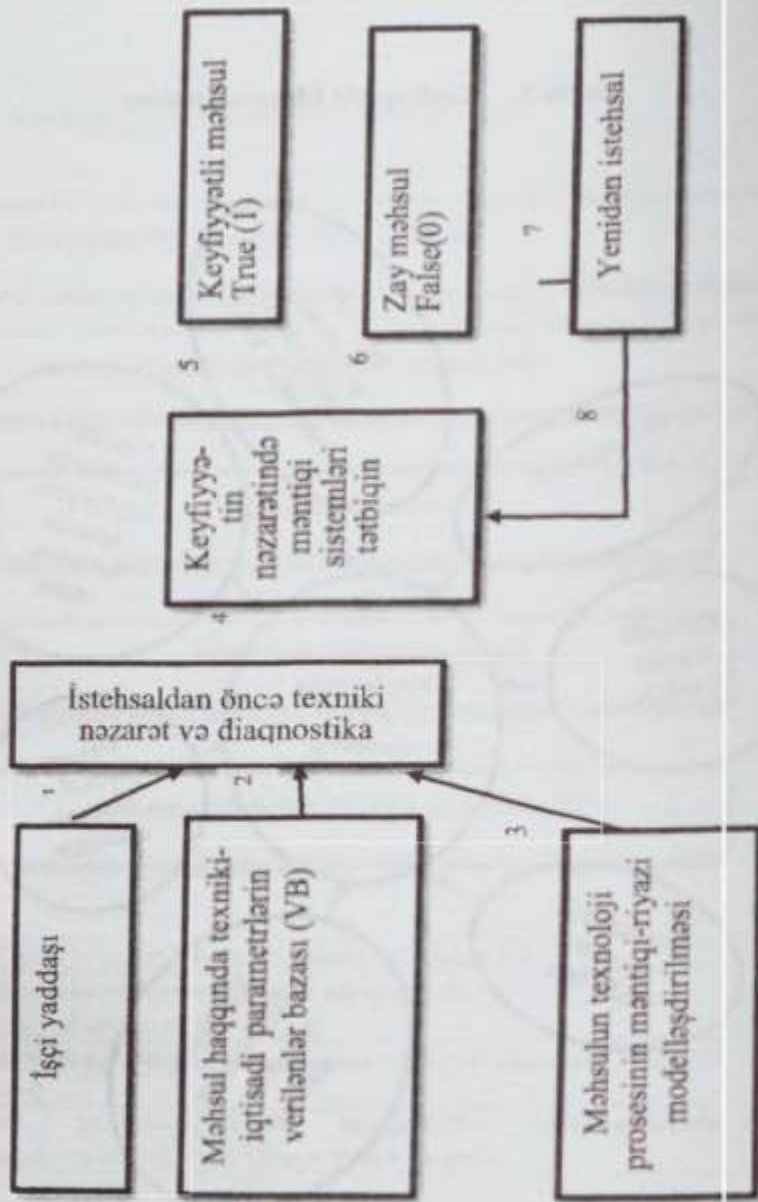 İşçi yaddaşı
1
Məhsul haqqında texniki-
iqtisadi parametrlərin
verilənlər bazası (VB)
2
Məhsulun texnoloji
prosesinin məntiqi-riyazi
modelləşdirilməsi
3
İstehsaldan öncə texniki
nəzarət və diaqnostika
4
Keyfiyyə-
tin
nəzarətində
məntiqi
sistemləri
tətbiqin
5
Keyfiyyətli məhsul
True (1)
6
Zay məhsul
False(0)
7
Yenidən istehsal
8